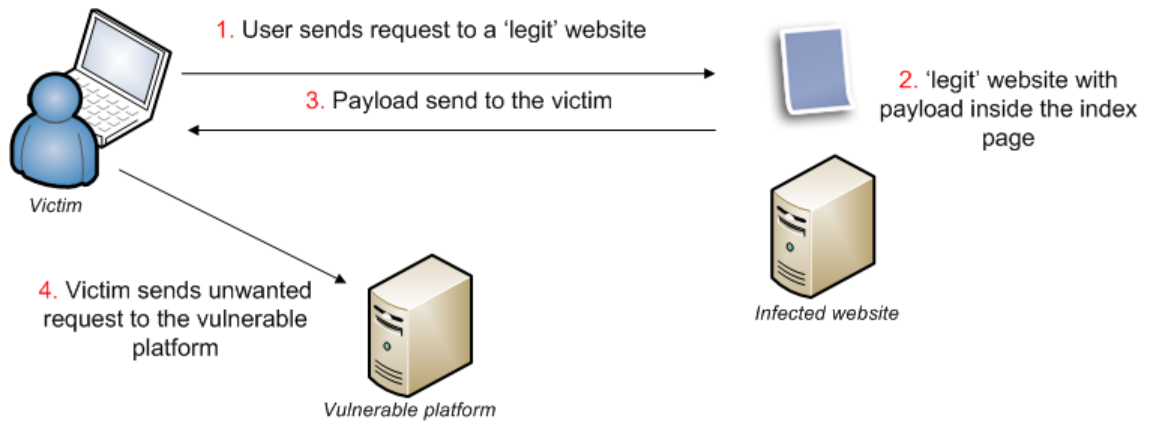 1. User sends request to a ‘legit’ website
3. Payload send to the victim
2. ‘legit’ website with
payload inside the index
page
Victim
4. Victim sends unwanted
request to the vulnerable
platform
Infected website
Vulnerable platform